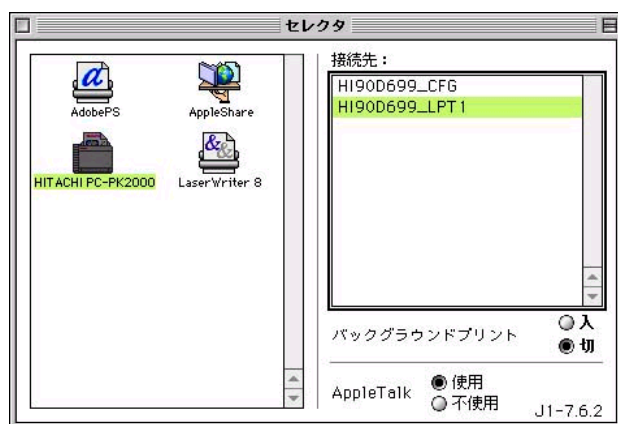 セレクタ
AdobePS
AppleShare
HITACHI PC-PK2000
LaserWriter 8
接続先：
HI90D699_CFG
HI90D699_LPT1
バックグラウンドプリント
入
切
AppleTalk
使用
不使用
J1-7.6.2